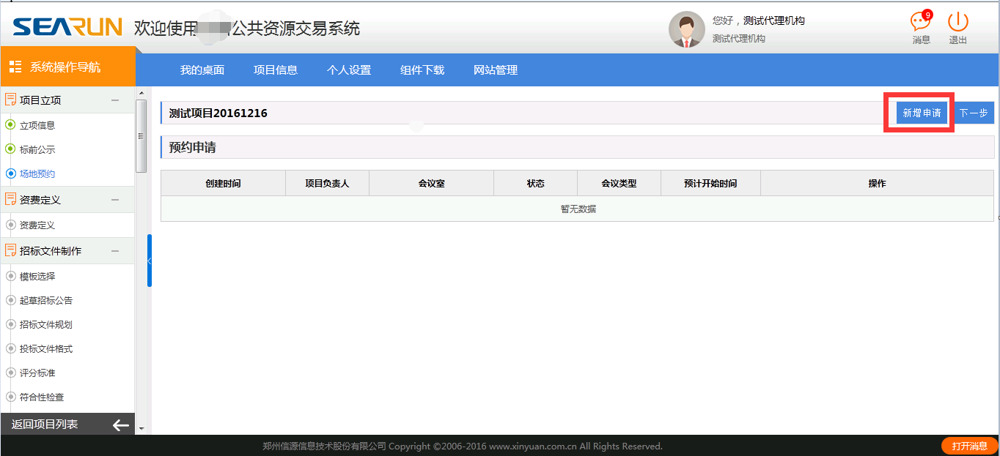 SEARUN 欢迎使用 公共资源交易系统
您好，测试代理机构
测试代理机构
9
消息
退出
系统操作导航
我的桌面 项目信息 个人设置 组件下载 网站管理
项目立项
立项信息
标前公示
场地预约
资费定义
资费定义
招标文件制作
模板选择
起草招标公告
招标文件规划
投标文件格式
评分标准
符合性检查
返回项目列表
测试项目20161216
新增申请 下一步
预约申请
创建时间 项目负责人 会议室 状态 会议类型 预计开始时间 操作
暂无数据
郑州信源信息技术股份有限公司 Copyright ©2006-2016 www.xinyuan.com.cn All Rights Reserved.
打开消息